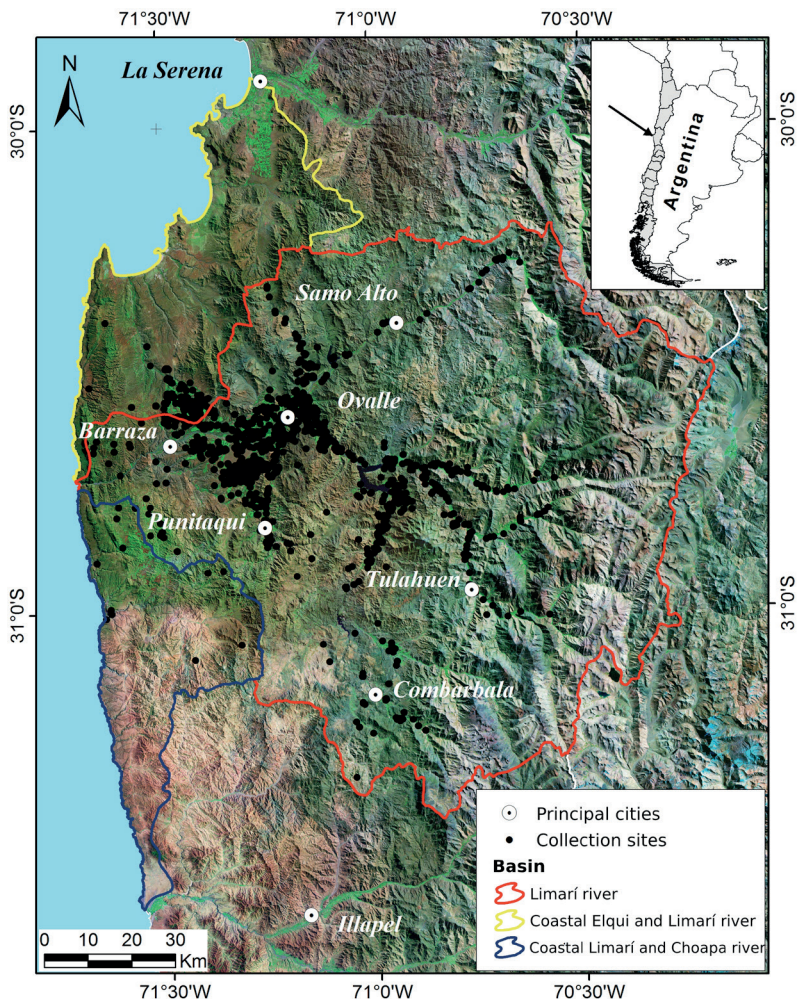 71°30'W 71°0'W 70°30'W
N
La Serena
30°0'S
30°0'S
Argentina
Samo Alto
Ovalle
Barraza
Punitaqui
Tulahuen
31°0'S
31°0'S
Combarbala
Illapel
Principal cities
Collection sites
Basin
Limarí river
Coastal Elqui and Limarí river
Coastal Limarí and Choapa river
0 10 20 30
Km
71°30'W 71°0'W 70°30'W